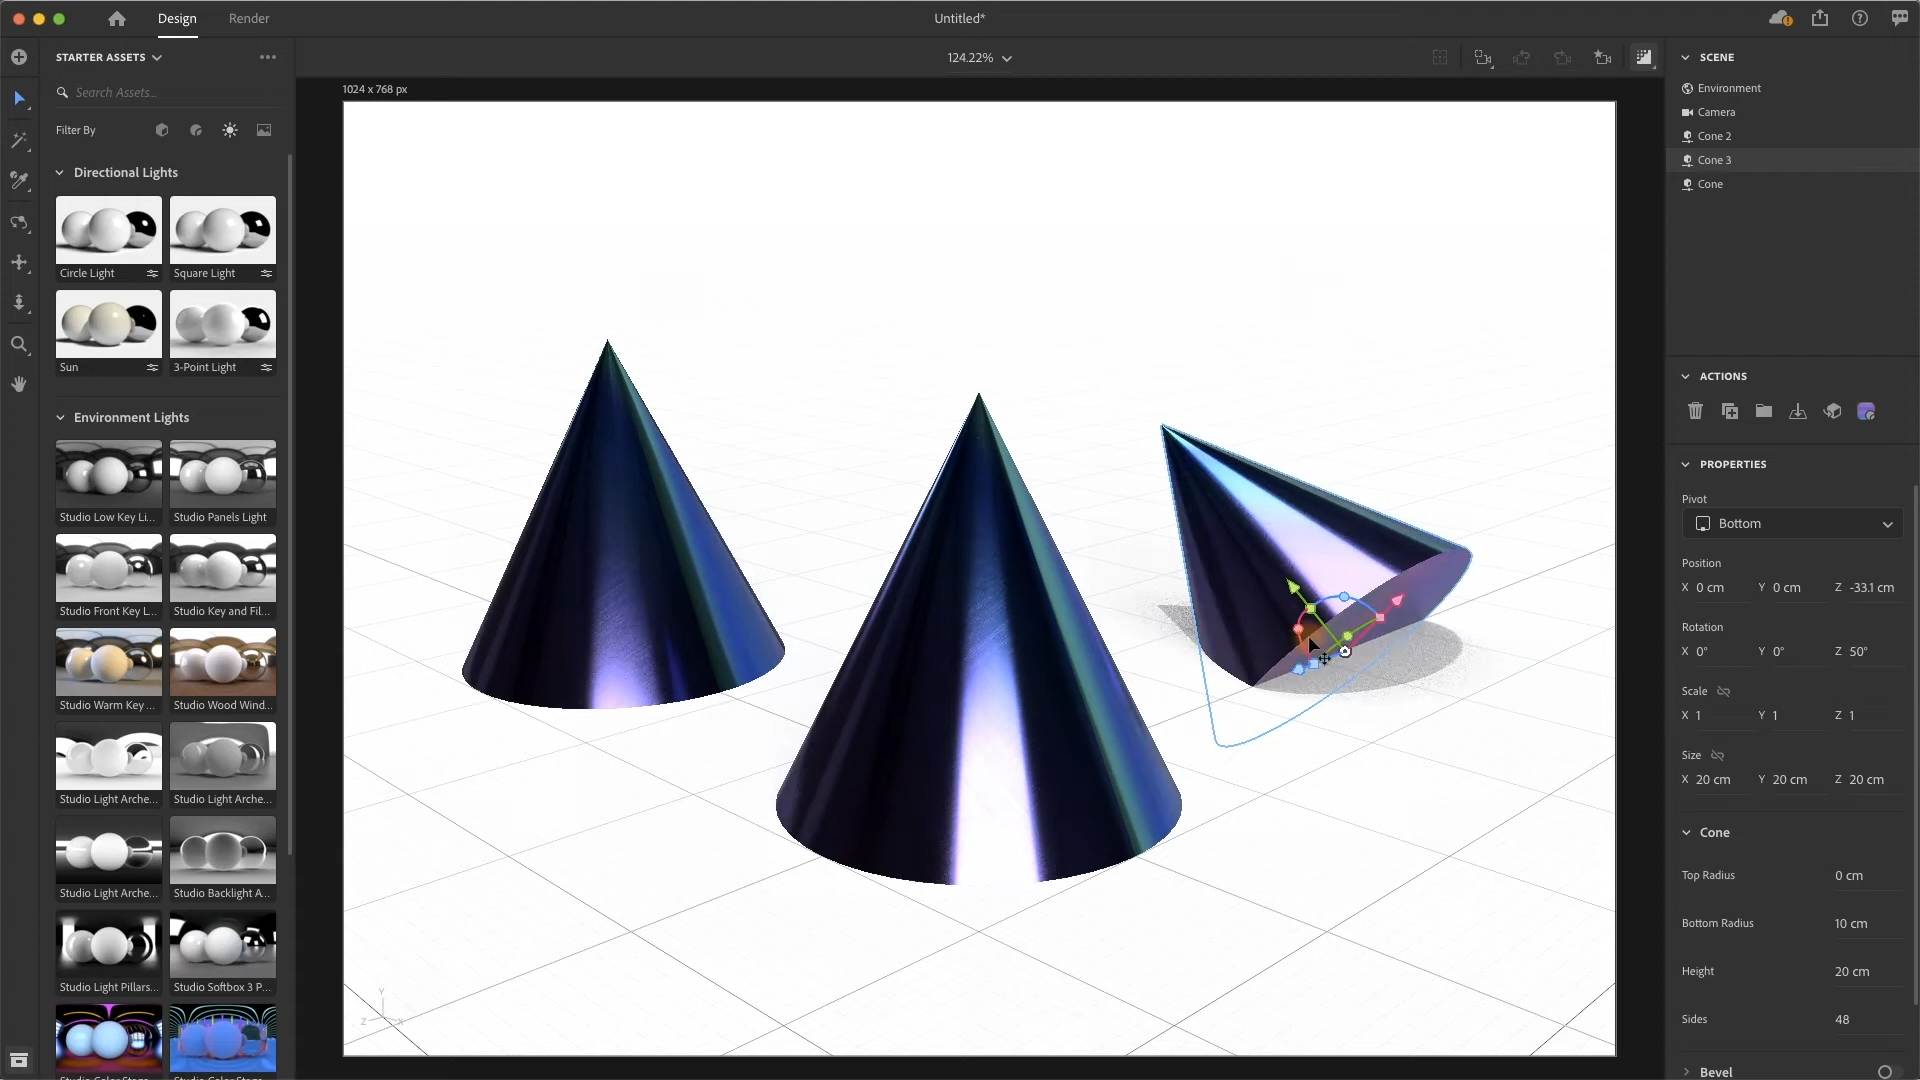 Design
Render
Untitled*
STARTER ASSETS
124.22%
Search Assets...
1024 x 768 px
Filter By
Directional Lights
Circle Light
Square Light
Sun
3-Point Light
Environment Lights
Studio Low Key Li...
Studio Panels Light
Studio Front Key L...
Studio Key and Fil...
Studio Warm Key ...
Studio Wood Wind...
Studio Light Arche...
Studio Light Arche...
Studio Light Arche...
Studio Backlight A...
Studio Light Pillars...
Studio Softbox 3 P...
Y
Z
X
SCENE
Environment
Camera
Cone 2
Cone 3
Cone
ACTIONS
PROPERTIES
Pivot
Bottom
Position
X 0 cm Y 0 cm Z -33.1 cm
Rotation
X 0° Y 0° Z 50°
Scale
X 1 Y 1 Z 1
Size
X 20 cm Y 20 cm Z 20 cm
Cone
Top Radius 0 cm
Bottom Radius 10 cm
Height 20 cm
Sides 48
Bevel